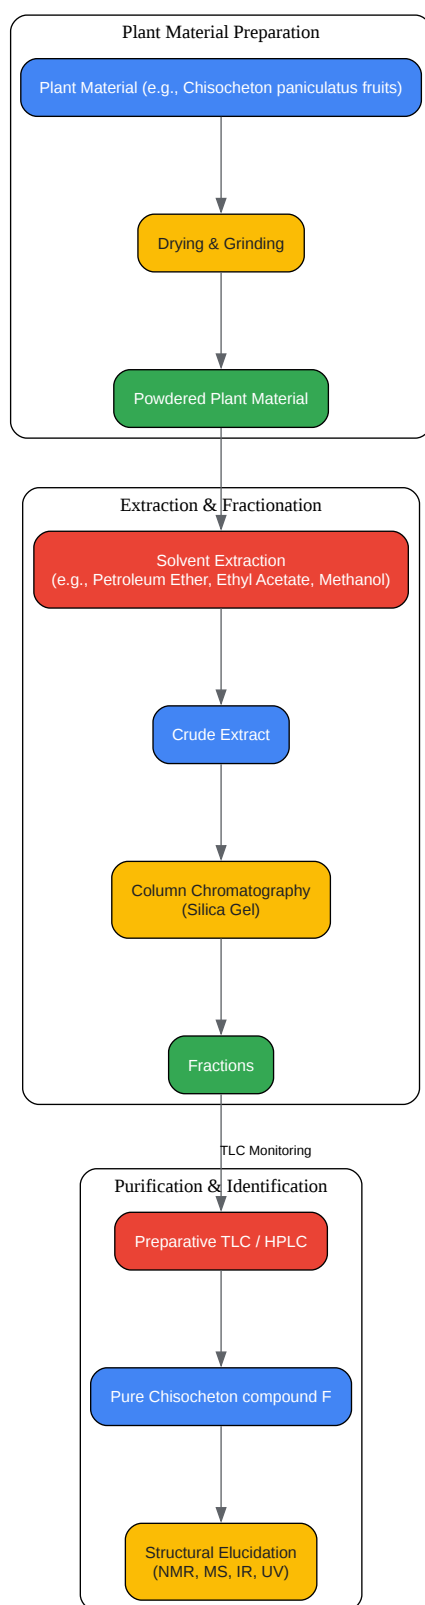 Plant Material Preparation
Plant Material (e.g., Chisocheton paniculatus fruits)
Drying & Grinding
Powdered Plant Material
Extraction & Fractionation
Solvent Extraction
(e.g., Petroleum Ether, Ethyl Acetate, Methanol)
Crude Extract
Column Chromatography
(Silica Gel)
Fractions
TLC Monitoring
Purification & Identification
Preparative TLC / HPLC
Pure Chisocheton compound F
Structural Elucidation
(NMR, MS, IR, UV)